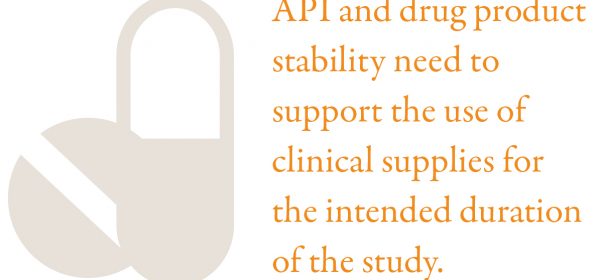 API and drug product
stability need to
support the use of
clinical supplies for
the intended duration
of the study.